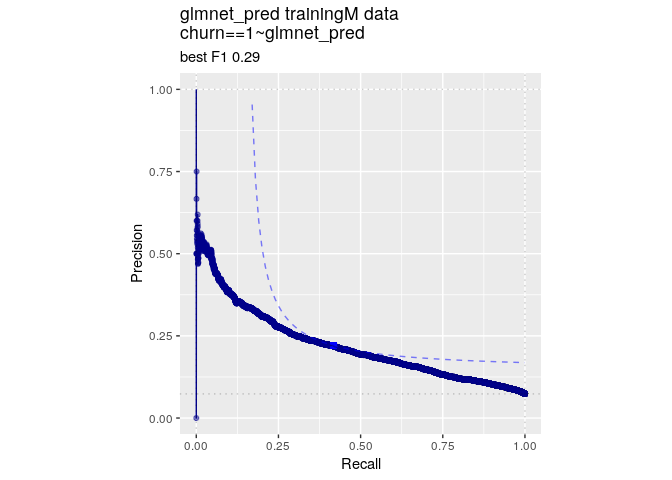 glmnet_pred trainingM data
churn==1~glmnet_pred
best F1 0.29
1.00
0.75
0.50
0.25
0.00
Precision
0.00 0.25 0.50 0.75 1.00
Recall